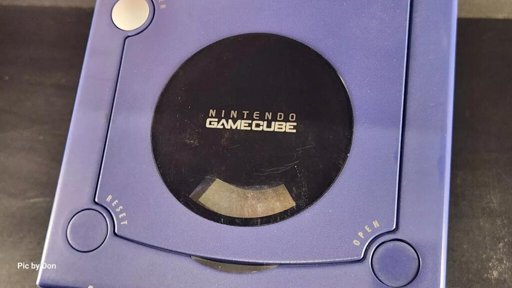 NINTENDO
GAMECUBE
RESET
OPEN
Pic by Don